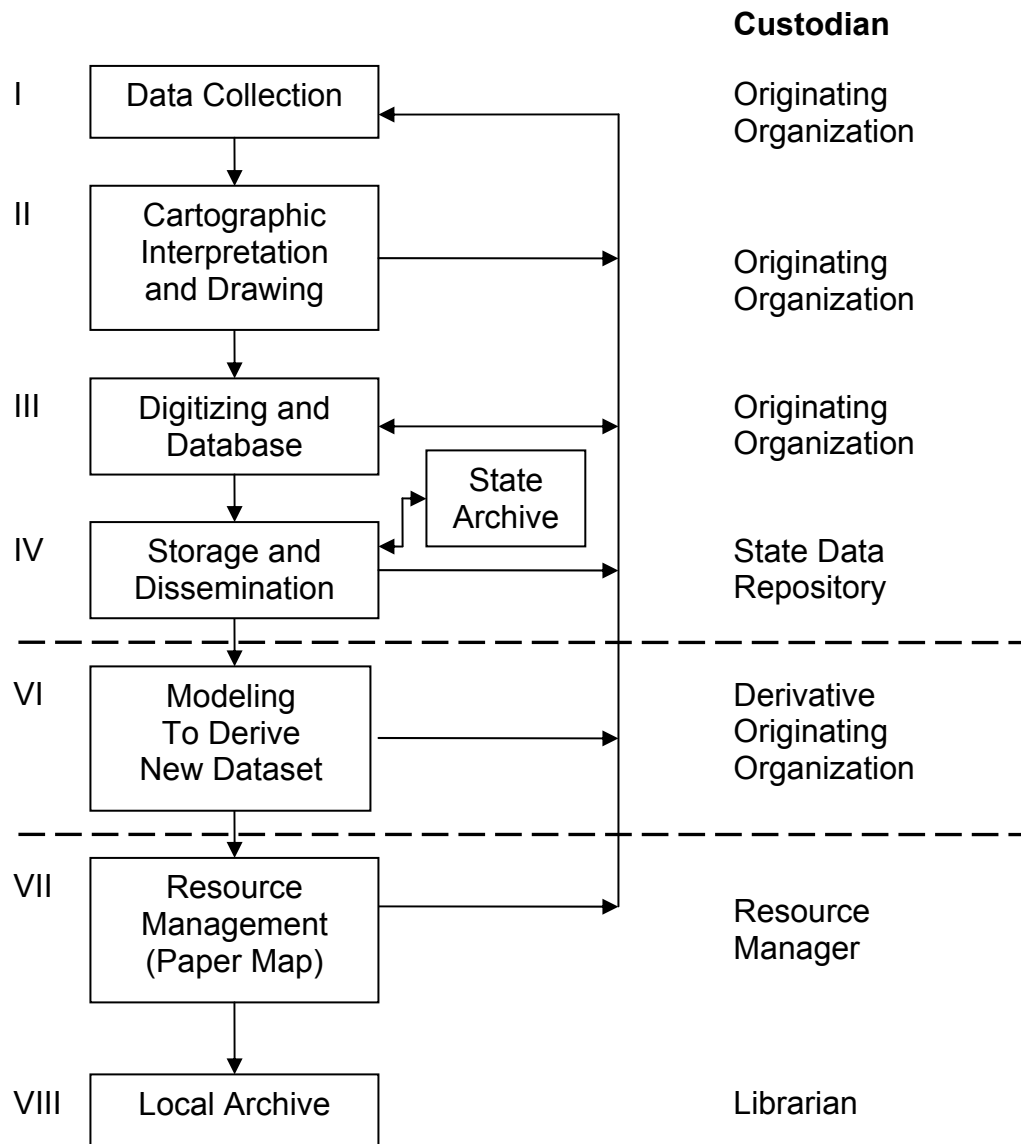 Custodian
I
Data Collection
Originating
Organization
II
Cartographic
Interpretation
and Drawing
Originating
Organization
III
Digitizing and
Database
Originating
Organization
State
Archive
IV
Storage and
Dissemination
State Data
Repository
VI
Modeling
To Derive
New Dataset
Derivative
Originating
Organization
VII
Resource
Management
(Paper Map)
Resource
Manager
VIII
Local Archive
Librarian